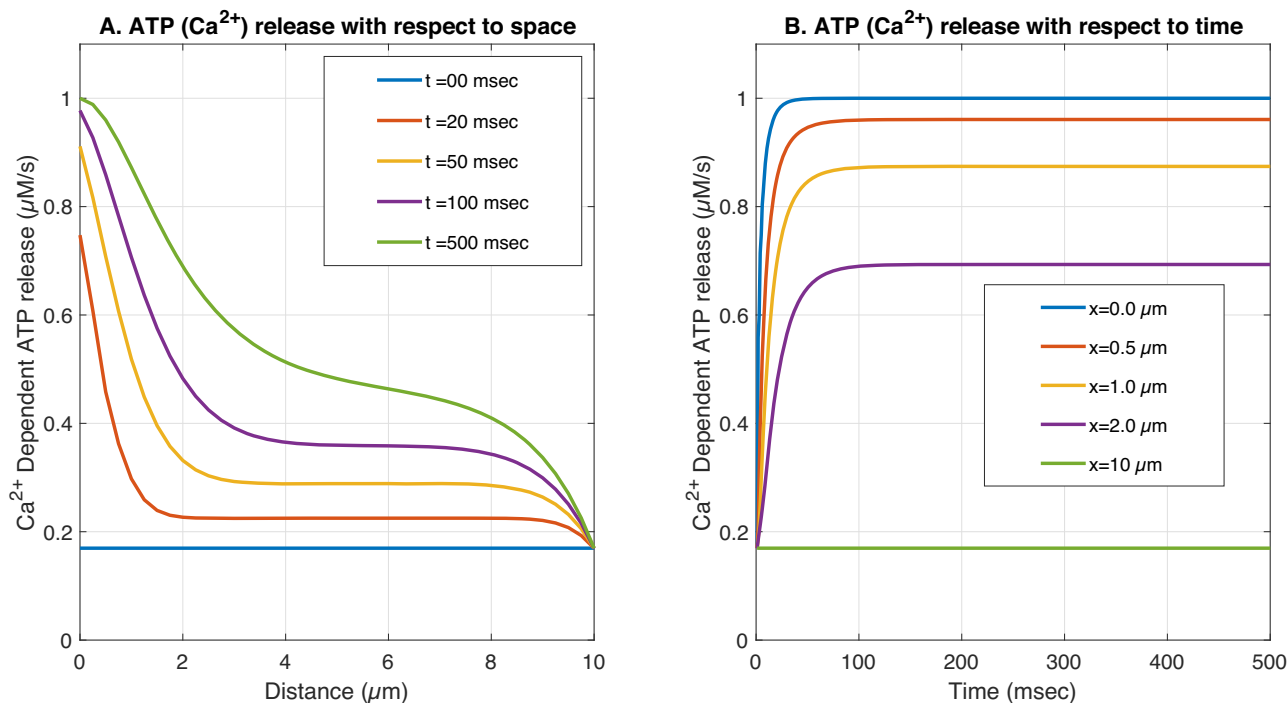 A. ATP (Ca2+) release with respect to space
Ca2+ Dependent ATP release (µM/s)
1
0.8
0.6
0.4
0.2
0
0
2
4
6
8
10
Distance (µm)
t =00 msec
t =20 msec
t =50 msec
t =100 msec
t =500 msec
B. ATP (Ca2+) release with respect to time
Ca2+ Dependent ATP release (µM/s)
1
0.8
0.6
0.4
0.2
0
0
100
200
300
400
500
Time (msec)
x=0.0 µm
x=0.5 µm
x=1.0 µm
x=2.0 µm
x=10 µm